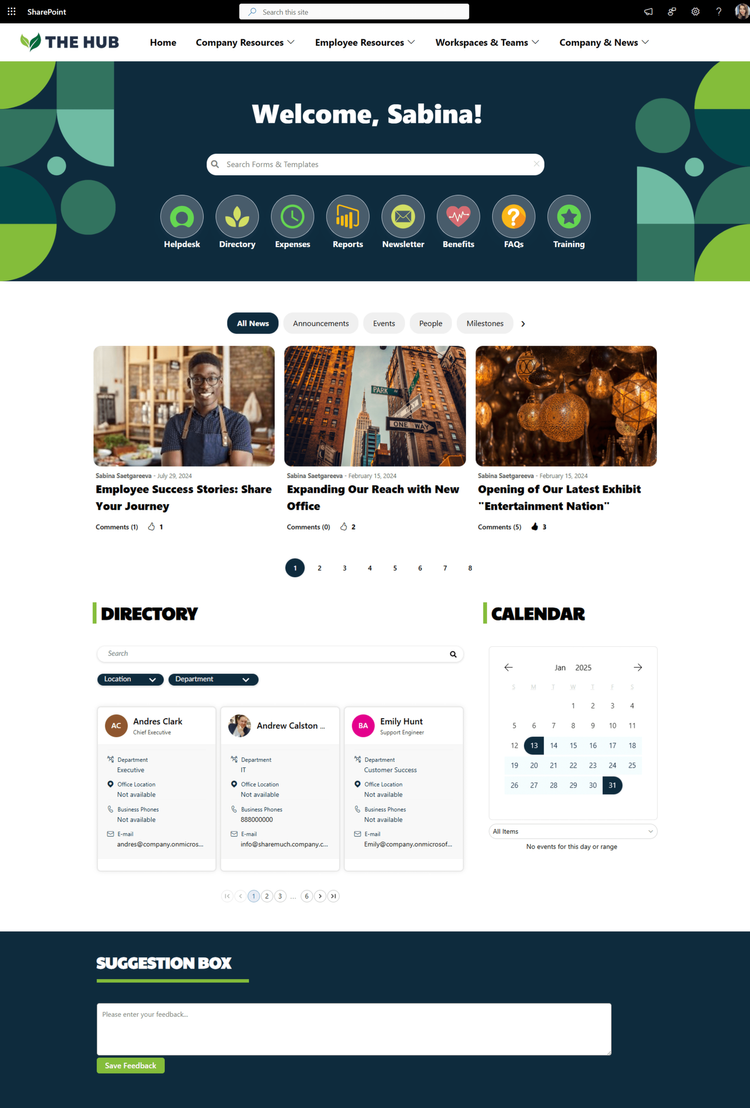 SharePoint
Search this site
?
THE HUB
Home
Company Resources
Employee Resources
Workspaces & Teams
Company & News
Welcome, Sabina!
Search Forms & Templates
Helpdesk
Directory
Expenses
Reports
Newsletter
Benefits
?
FAQs
Training
All News
Announcements
Events
People
Milestones
PARK
ONE WAY
Sabina Saetgareeva - July 29, 2024
Employee Success Stories: Share
Your Journey
Comments (1) 1
Sabina Saetgareeva - February 15, 2024
Expanding Our Reach with New
Office
Comments (0) 2
Sabina Saetgareeva - February 15, 2024
Opening of Our Latest Exhibit
"Entertainment Nation"
Comments (5) 3
1 2 3 4 5 6 7 8
DIRECTORY
Search
Location
Department
AC
Andres Clark
Chief Executive
Department
Executive
Office Location
Not available
Business Phones
Not available
E-mail
andres@company.onmicros...
Andrew Calston ...
Department
IT
Office Location
Not available
Business Phones
888000000
E-mail
info@sharemuch.company.c...
BA
Emily Hunt
Support Engineer
Department
Customer Success
Office Location
Not available
Business Phones
Not available
E-mail
Emily@company.onmicrosof...
1 2 3 ... 6
CALENDAR
Jan 2025
S M T W T F S
1 2 3 4
5 6 7 8 9 10 11
12 13 14 15 16 17 18
19 20 21 22 23 24 25
26 27 28 29 30 31
All Items
No events for this day or range
SUGGESTION BOX
Please enter your feedback...
Save Feedback